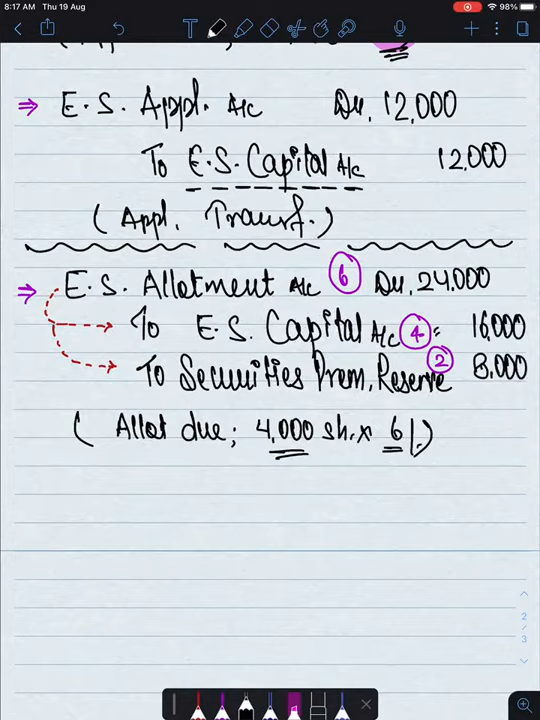 8:17 AM Thu 19 Aug
98%
⇒ E.S. Appl. A/c Dr. 12,000
To E.S. Capital A/c 12,000
(Appl. Transf.)
⇒ E.S. Allotment A/c 6 Dr. 24,000
To E.S. Capital A/c 4 = 16,000
To Securities Prem. Reserve 2 8,000
( Allot due; 4,000 sh. x 6/.)
2
/
3